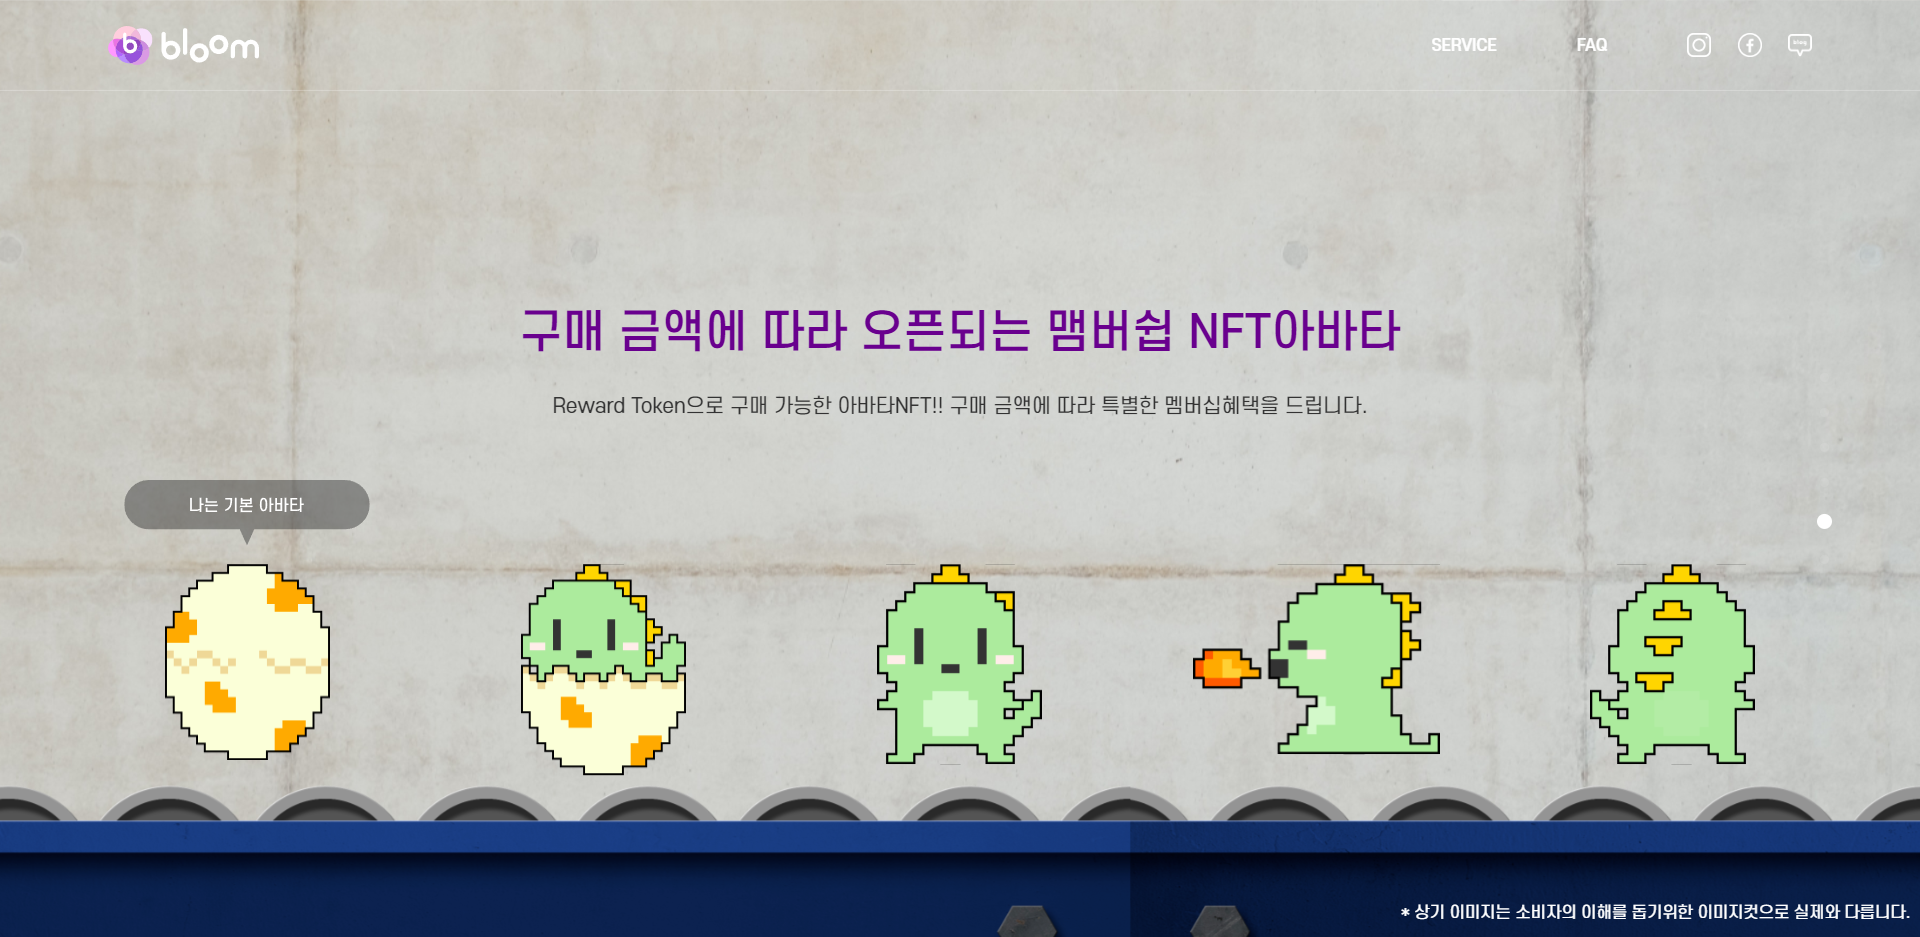 b bloom
SERVICE
FAQ
구매 금액에 따라 오픈되는 맴버쉽 NFT아바타
Reward Token으로 구매 가능한 아바타NFT!! 구매 금액에 따라 특별한 멤버십혜택을 드립니다.
나는 기본 아바타
* 상기 이미지는 소비자의 이해를 돕기위한 이미지컷으로 실제와 다릅니다.